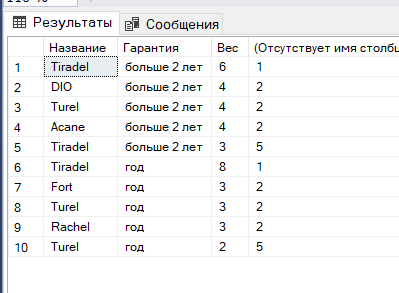 Результаты Сообщения
Название Гарантия Вес (Отсутствует имя столбц
1 Tiradel больше 2 лет 6 1
2 DIO больше 2 лет 4 2
3 Turel больше 2 лет 4 2
4 Acane больше 2 лет 4 2
5 Tiradel больше 2 лет 3 5
6 Tiradel год 8 1
7 Fort год 3 2
8 Turel год 3 2
9 Rachel год 3 2
10 Turel год 2 5